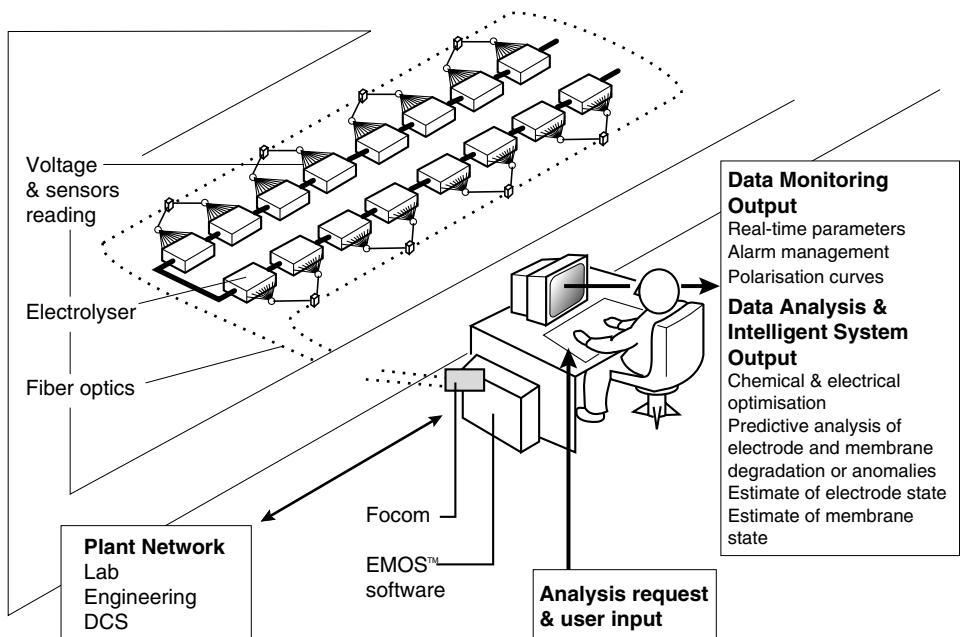 Voltage
& sensors
reading
Electrolyser
Fiber optics
Data Monitoring
Output
Real-time parameters
Alarm management
Polarisation curves
Data Analysis &
Intelligent System
Output
Chemical & electrical
optimisation
Predictive analysis of
electrode and membrane
degradation or anomalies
Estimate of electrode state
Estimate of membrane
state
Focom
EMOS™
software
Plant Network
Lab
Engineering
DCS
Analysis request
& user input